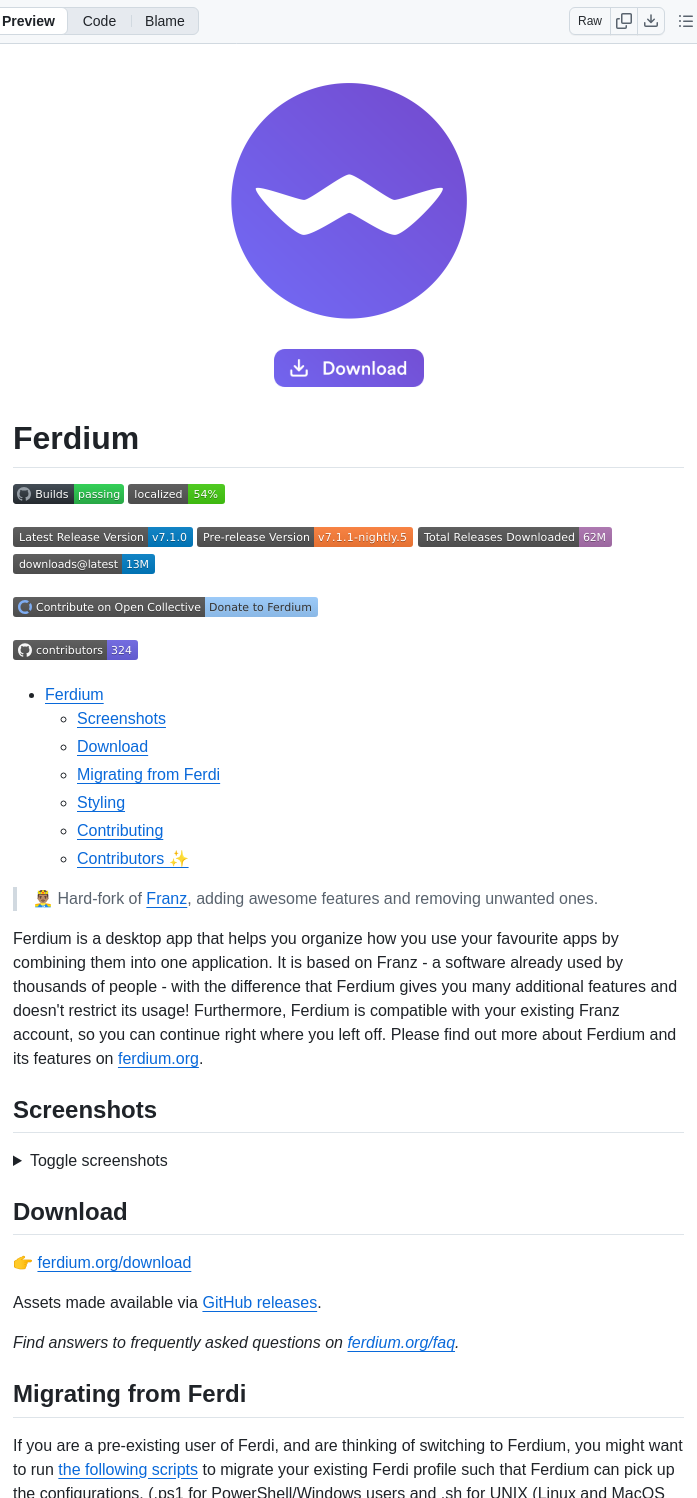 Preview Code Blame Raw
Download
Ferdium
Builds passing localized 54%
Latest Release Version v7.1.0 Pre-release Version v7.1.1-nightly.5 Total Releases Downloaded 62M
downloads@latest 13M
Contribute on Open Collective Donate to Ferdium
contributors 324
• Ferdium
◦ Screenshots
◦ Download
◦ Migrating from Ferdi
◦ Styling
◦ Contributing
◦ Contributors ✨
Hard-fork of Franz, adding awesome features and removing unwanted ones.
Ferdium is a desktop app that helps you organize how you use your favourite apps by
combining them into one application. It is based on Franz - a software already used by
thousands of people - with the difference that Ferdium gives you many additional features and
doesn't restrict its usage! Furthermore, Ferdium is compatible with your existing Franz
account, so you can continue right where you left off. Please find out more about Ferdium and
its features on ferdium.org.
Screenshots
Toggle screenshots
Download
👉 ferdium.org/download
Assets made available via GitHub releases.
Find answers to frequently asked questions on ferdium.org/faq.
Migrating from Ferdi
If you are a pre-existing user of Ferdi, and are thinking of switching to Ferdium, you might want
to run the following scripts to migrate your existing Ferdi profile such that Ferdium can pick up
the configurations. (.ps1 for PowerShell/Windows users and .sh for UNIX (Linux and MacOS